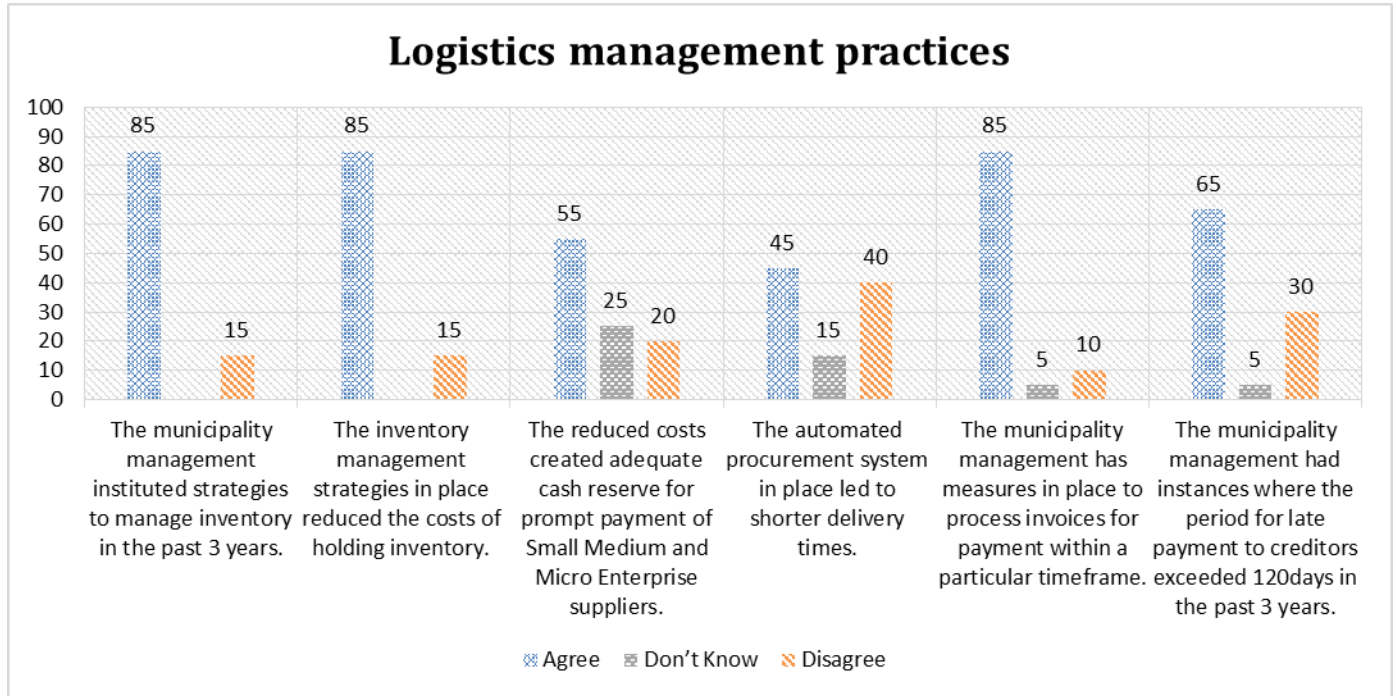 Logistics management practices
100
90
80
70
60
50
40
30
20
10
0
85
15
85
15
55
25
20
45
15
40
85
5
10
65
5
30
The municipality
management
instituted strategies
to manage inventory
in the past 3 years.
The inventory
management
strategies in place
reduced the costs of
holding inventory.
The reduced costs
created adequate
cash reserve for
prompt payment of
Small Medium and
Micro Enterprise
suppliers.
The automated
procurement system
in place led to
shorter delivery
times.
The municipality
management has
measures in place to
process invoices for
payment within a
particular timeframe.
The municipality
management had
instances where the
period for late
payment to creditors
exceeded 120days in
the past 3 years.
Agree
Don't Know
Disagree